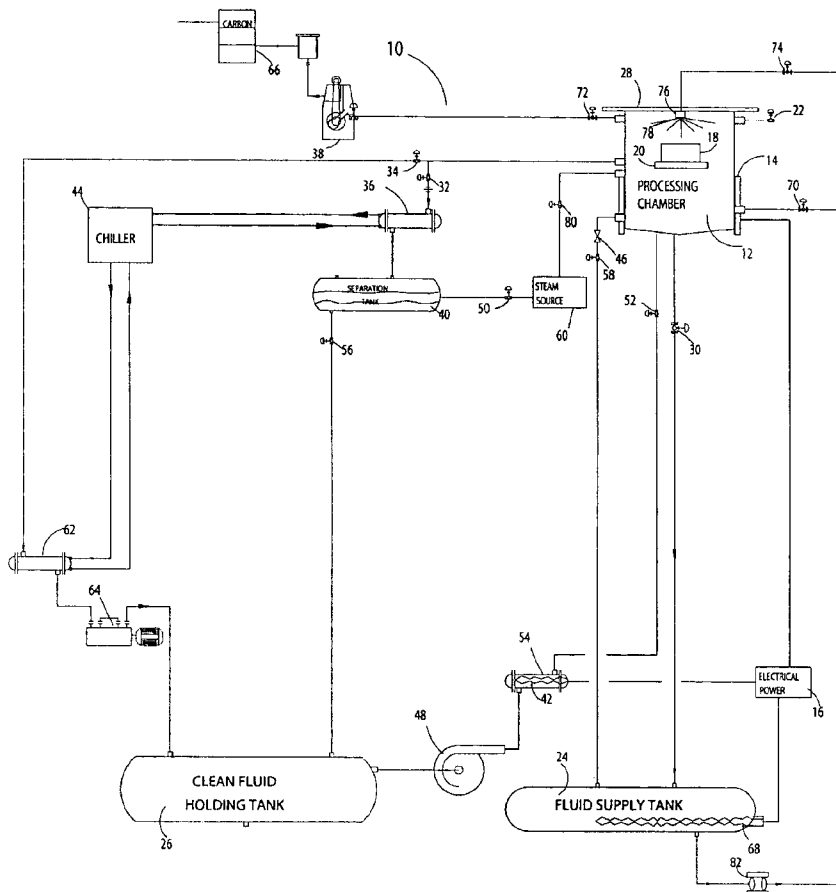 CARBON
66
10
74
28
76
72
22
78
18
38
20
14
34
32
PROCESSING
CHAMBER
70
44
36
80
CHILLER
12
46
58
SEPARATION
TANK
STEAM
SOURCE
40
50
52
60
30
56
62
64
54
ELECTRICAL
POWER
42
16
48
24
CLEAN FLUID
HOLDING TANK
FLUID SUPPLY TANK
26
68
82